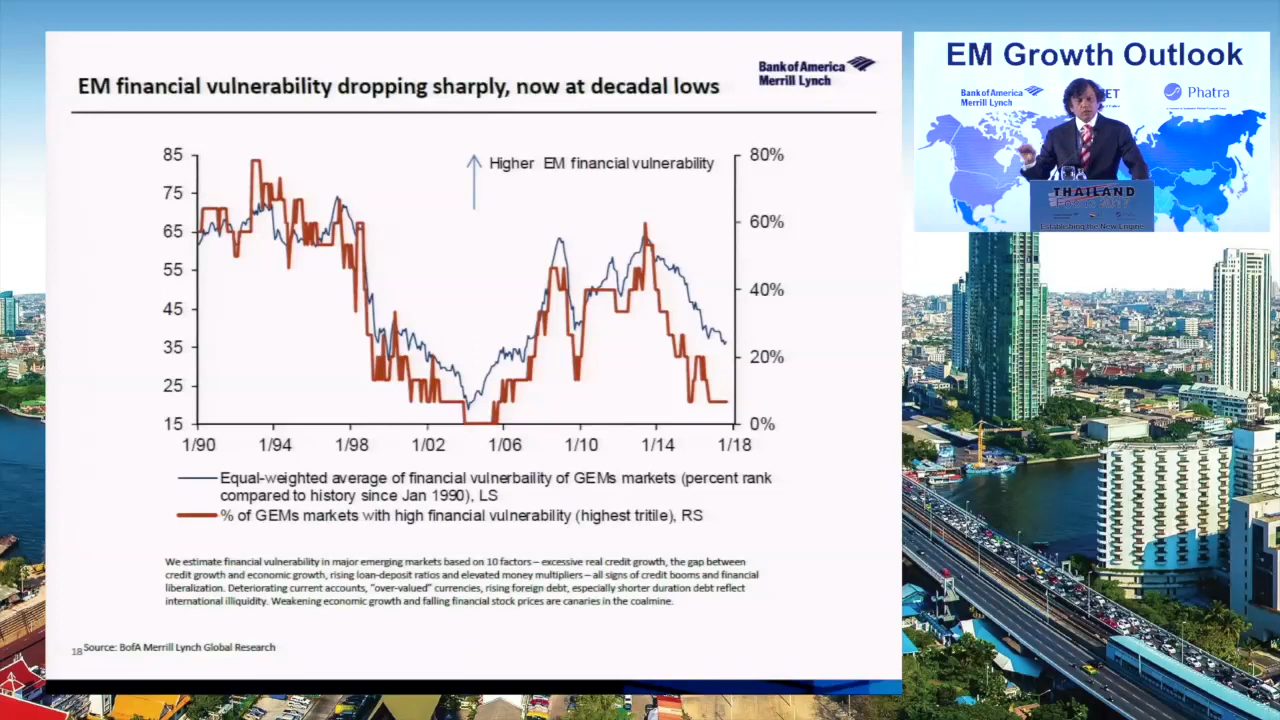 EM financial vulnerability dropping sharply, now at decadal lows
Bank of America
Merrill Lynch
85
75
65
55
45
35
25
15
Higher EM financial vulnerability
80%
60%
40%
20%
0%
1/90
1/94
1/98
1/02
1/06
1/10
1/14
1/18
Equal-weighted average of financial vulnerbaility of GEMs markets (percent rank
compared to history since Jan 1990), LS
% of GEMs markets with high financial vulnerability (highest tritile), RS
We estimate financial vulnerability in major emerging markets based on 10 factors – excessive real credit growth, the gap between
credit growth and economic growth, rising loan-deposit ratios and elevated money multipliers – all signs of credit booms and financial
liberalization. Deteriorating current accounts, "over-valued" currencies, rising foreign debt, especially shorter duration debt reflect
international illiquidity. Weakening economic growth and falling financial stock prices are canaries in the coalmine.
18 Source: BofA Merrill Lynch Global Research
EM Growth Outlook
Bank of America
Merrill Lynch
ET
Phatra
THAILAND
Focus 2017
Establishing the New Engine